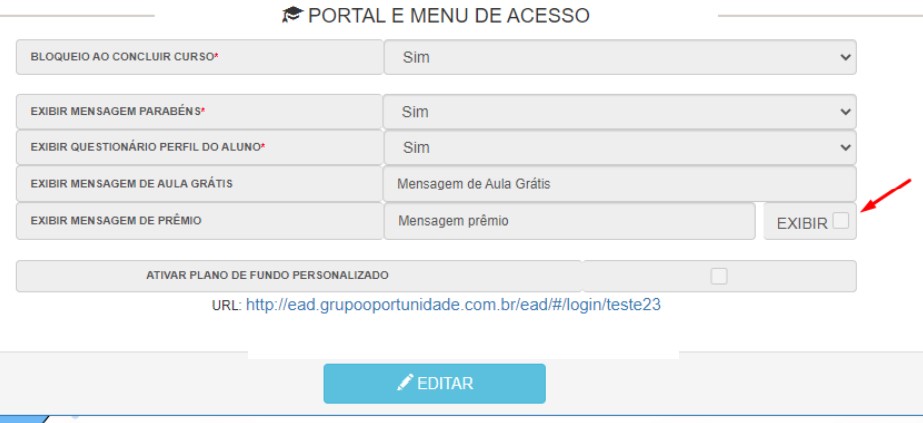 PORTAL E MENU DE ACESSO
BLOQUEIO AO CONCLUIR CURSO* Sim
EXIBIR MENSAGEM PARABÉNS* Sim
EXIBIR QUESTIONÁRIO PERFIL DO ALUNO* Sim
EXIBIR MENSAGEM DE AULA GRÁTIS Mensagem de Aula Grátis
EXIBIR MENSAGEM DE PRÊMIO Mensagem prêmio EXIBIR
ATIVAR PLANO DE FUNDO PERSONALIZADO
URL: http://ead.grupooportunidade.com.br/ead/#/login/teste23
EDITAR